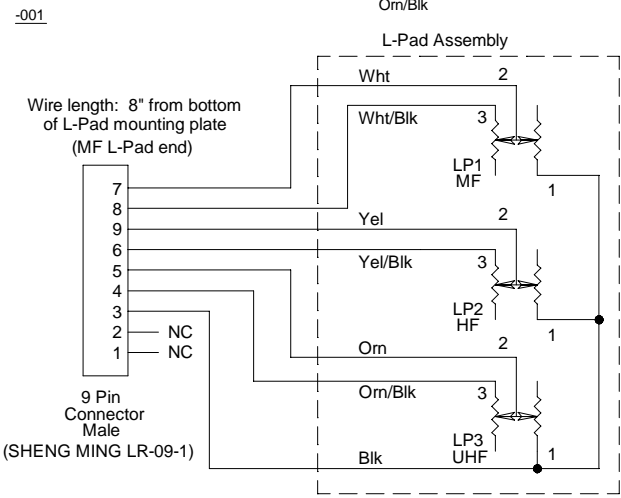 -001
Orn/Blk
L-Pad Assembly
Wire length: 8" from bottom
of L-Pad mounting plate
(MF L-Pad end)
Wht
2
Wht/Blk
3
LP1
MF
1
7
8
9
6
5
4
3
2
NC
1
NC
Yel
2
Yel/Blk
3
LP2
HF
1
Orn
2
Orn/Blk
3
LP3
UHF
1
Blk
9 Pin
Connector
Male
(SHENG MING LR-09-1)